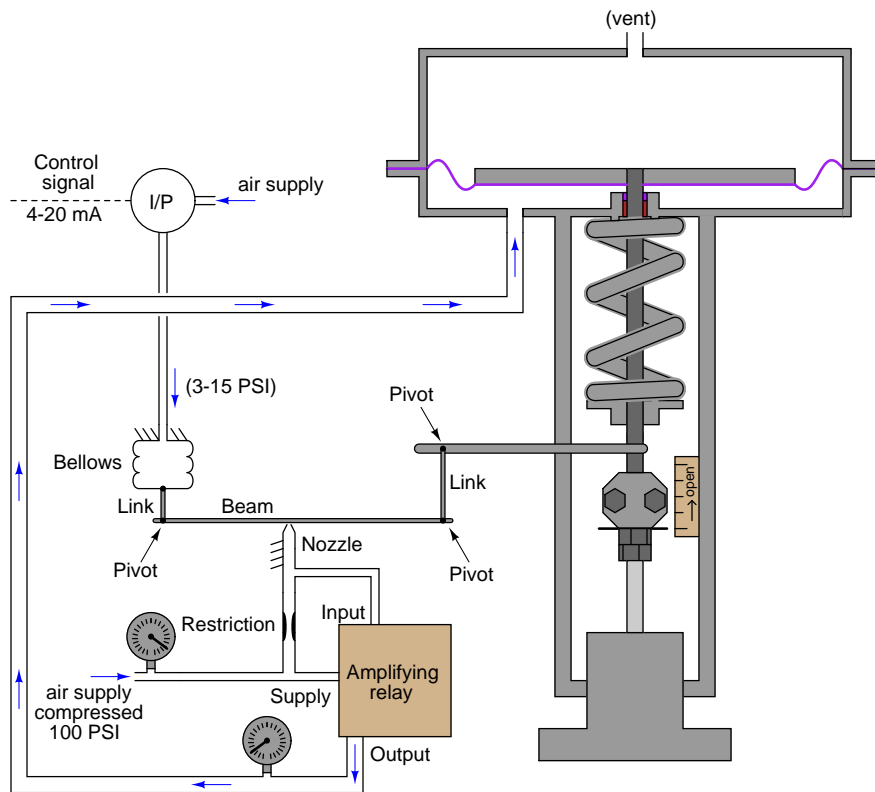 (vent)
Control
signal
4-20 mA
I/P
air supply
(3-15 PSI)
Pivot
Bellows
Link
Beam
Link
→ open
Nozzle
Pivot
Pivot
Restriction
Input
Amplifying
relay
air supply
compressed
100 PSI
Supply
Output